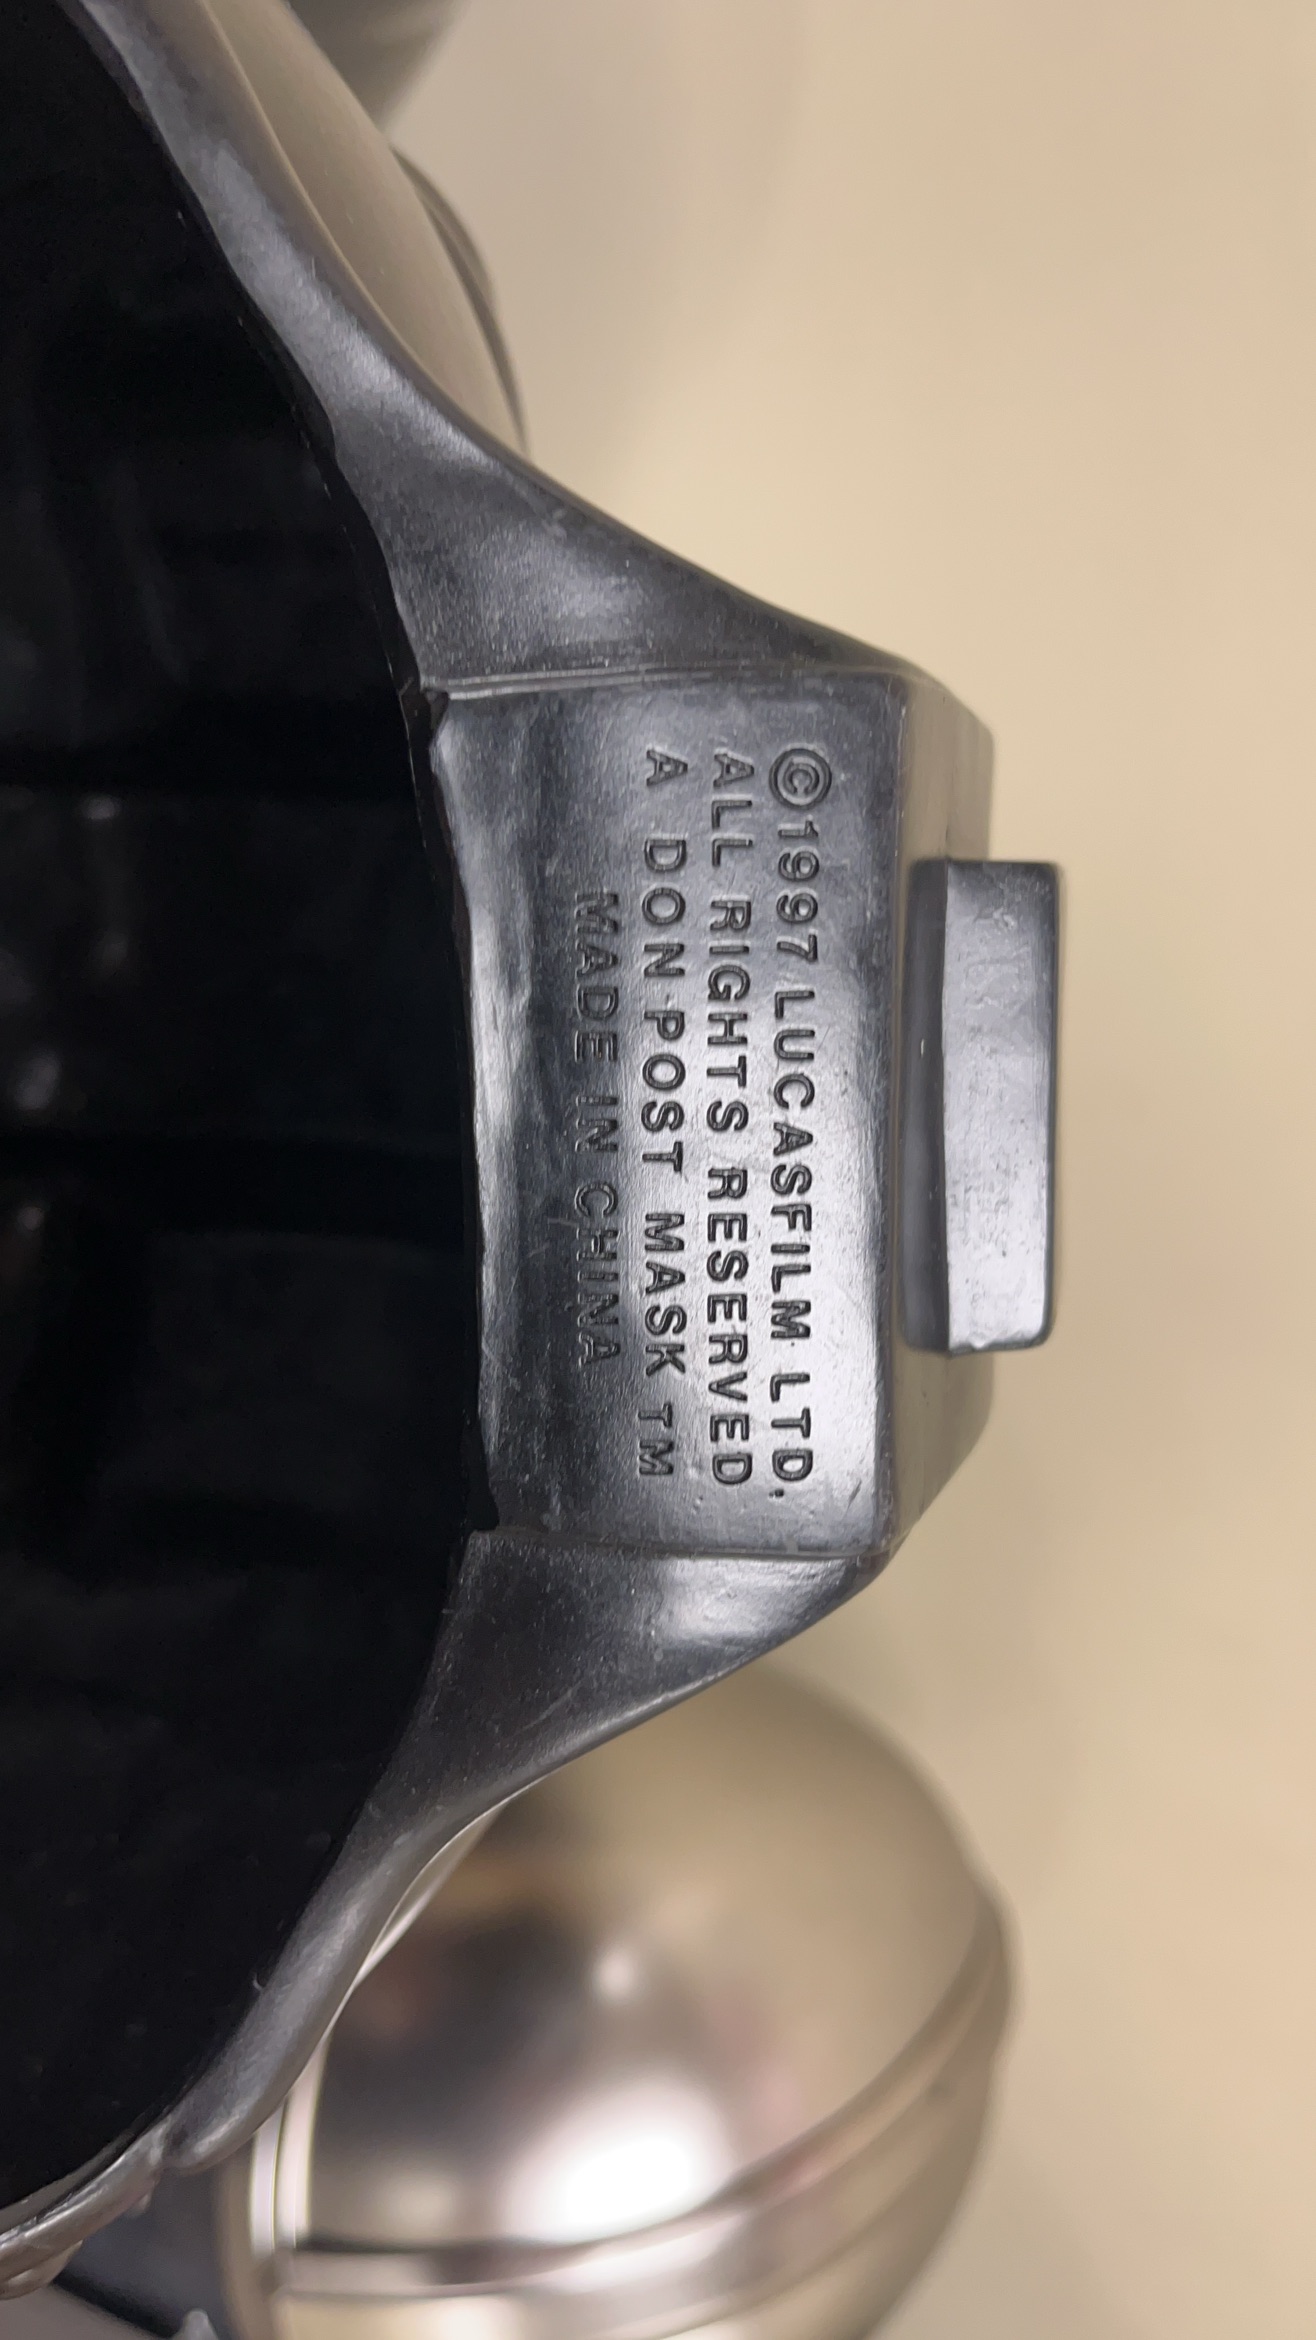 ©1997 LUCASFILM LTD.
ALL RIGHTS RESERVED
A DON POST MASK TM
MADE IN CHINA